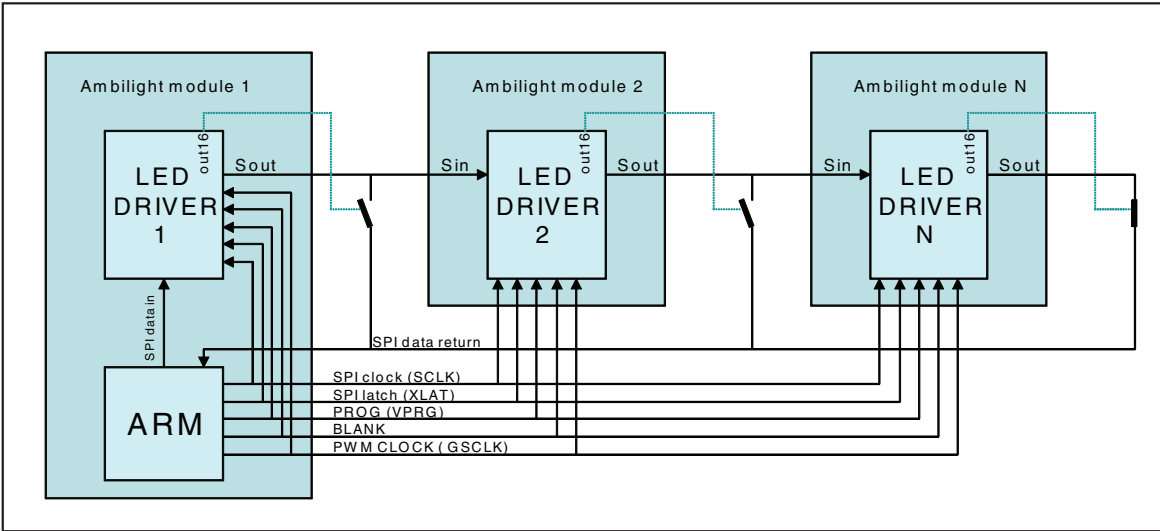 Ambilight module 1
Ambilight module 2
Ambilight module N
out16
out16
out16
Sout
Sin
Sout
Sin
Sout
LED
DRIVER
1
LED
DRIVER
2
LED
DRIVER
N
SPI data in
SPI data return
ARM
SPI clock (SCLK)
SPI latch (XLAT)
PROG (VPRG)
BLANK
PWM CLOCK (GSCLK)